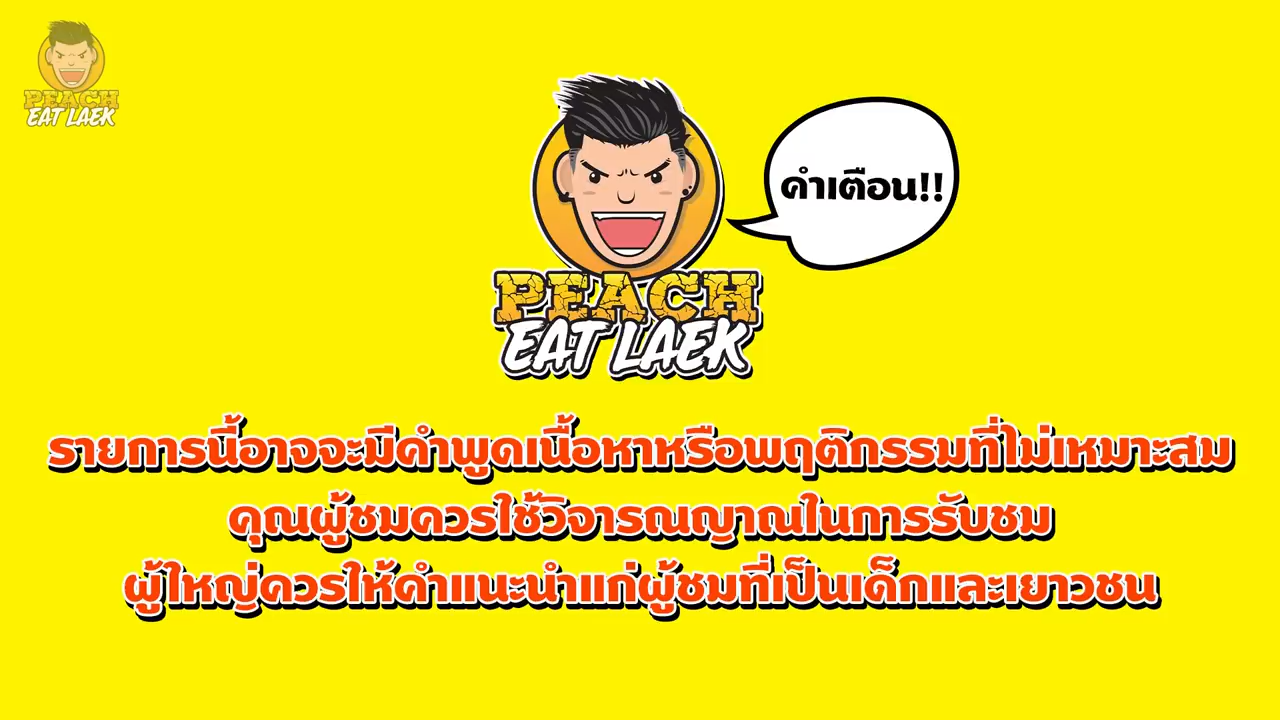 PEACH
EAT LAEK
PEACH
EAT LAEK
คำเตือน!!
รายการนี้อาจจะมีคำพูดเนื้อหาหรือพฤติกรรมที่ไม่เหมาะสม
คุณผู้ชมควรใช้วิจารณญาณในการรับชม
ผู้ใหญ่ควรให้คำแนะนำแก่ผู้ชมที่เป็นเด็กและเยาวชน